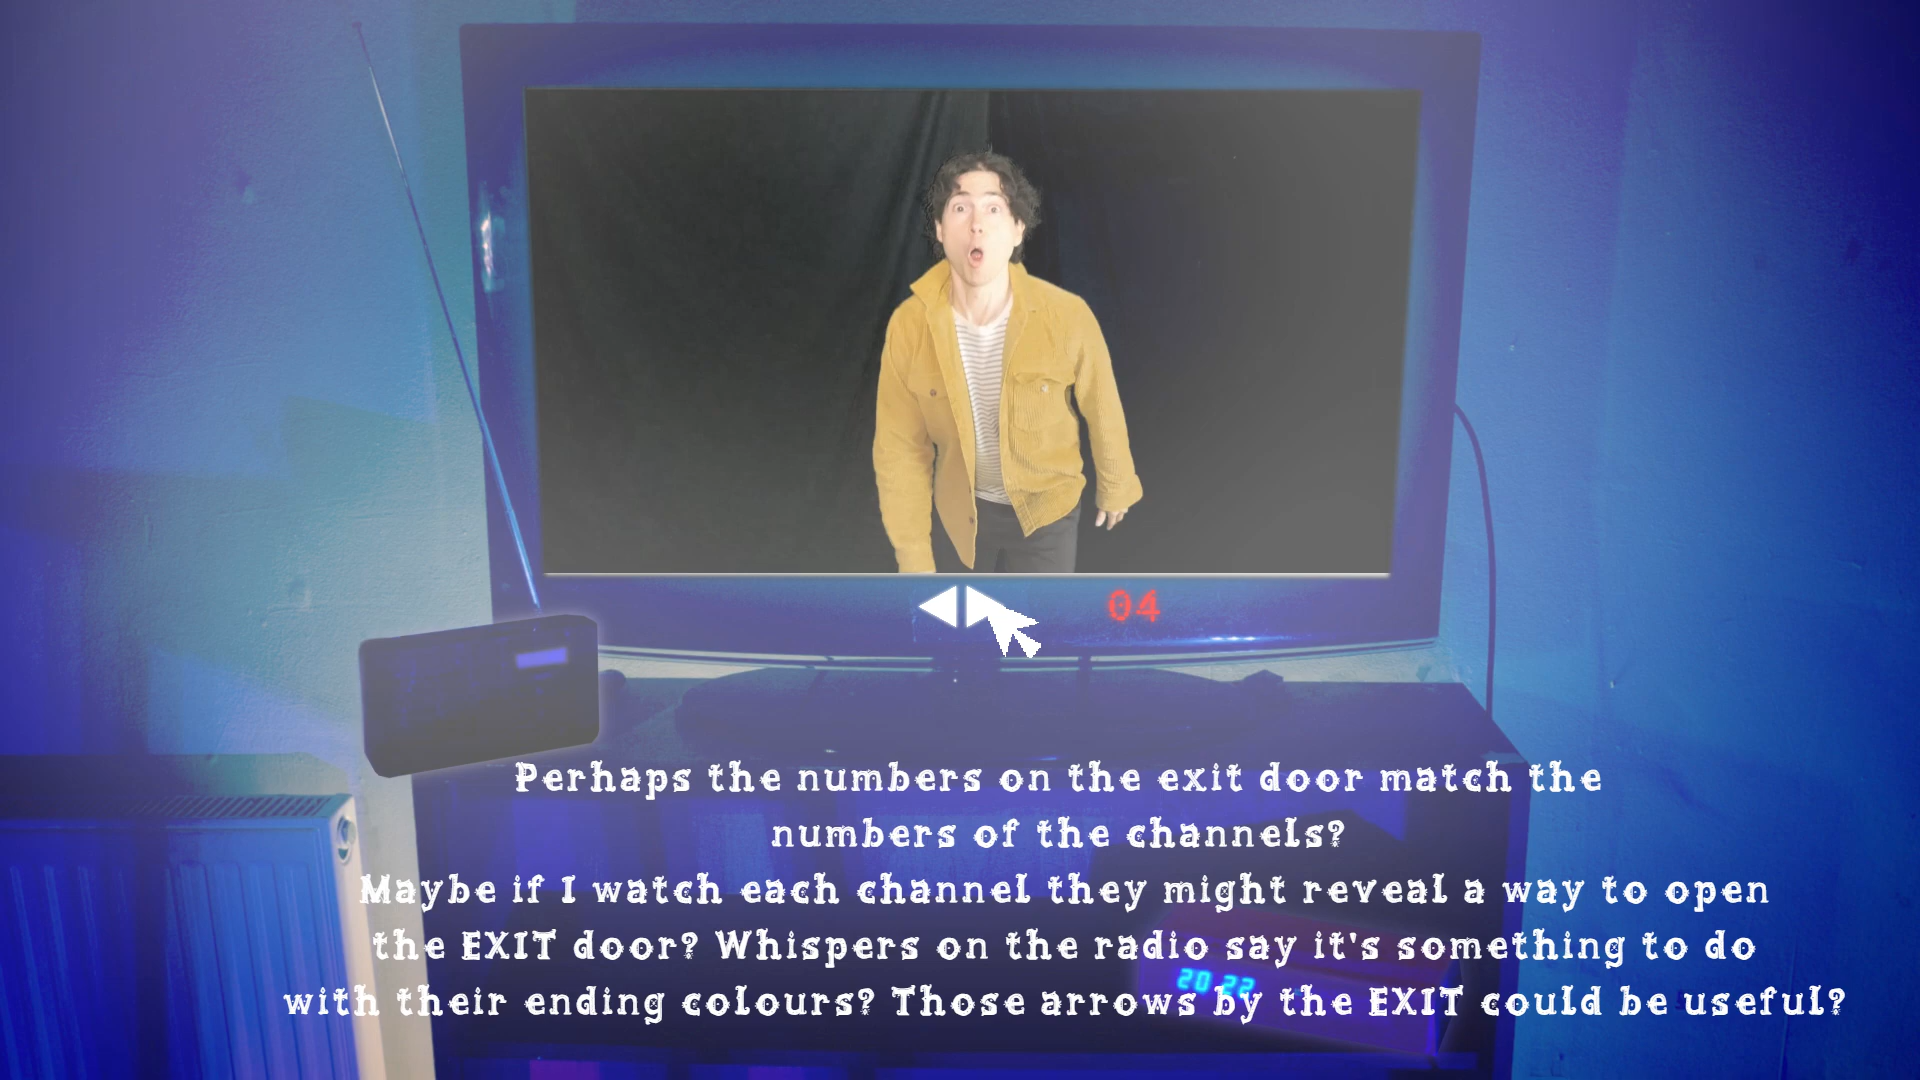 04
Perhaps the numbers on the exit door match the
numbers of the channels?
Maybe if I watch each channel they might reveal a way to open
the EXIT door? Whispers on the radio say it's something to do
with their ending colours? Those arrows by the EXIT could be useful?
20:22